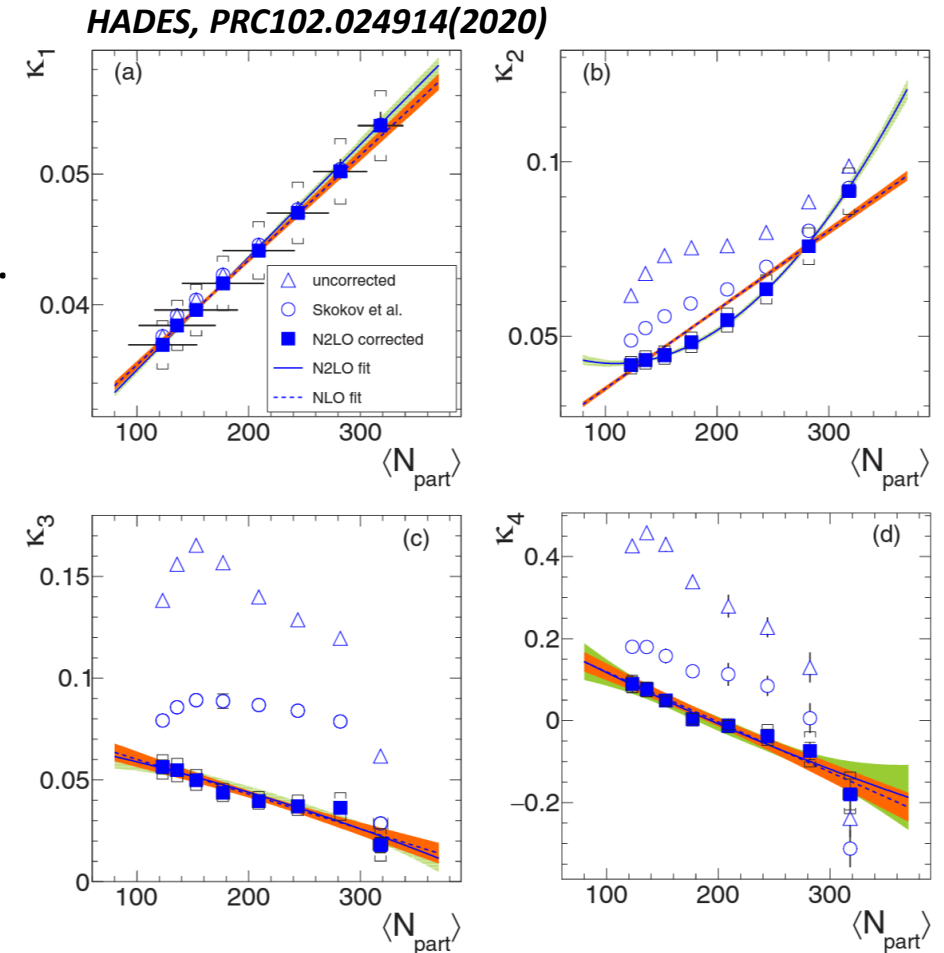 HADES, PRC102.024914(2020)
κ1
(a)
0.05
0.04
100 200 300
⟨Npart⟩
uncorrected
Skokov et al.
N2LO corrected
N2LO fit
NLO fit
κ2
(b)
0.1
0.05
100 200 300
⟨Npart⟩
κ3
(c)
0.15
0.1
0.05
0
100 200 300
⟨Npart⟩
κ4
(d)
0.4
0.2
0
−0.2
100 200 300
⟨Npart⟩